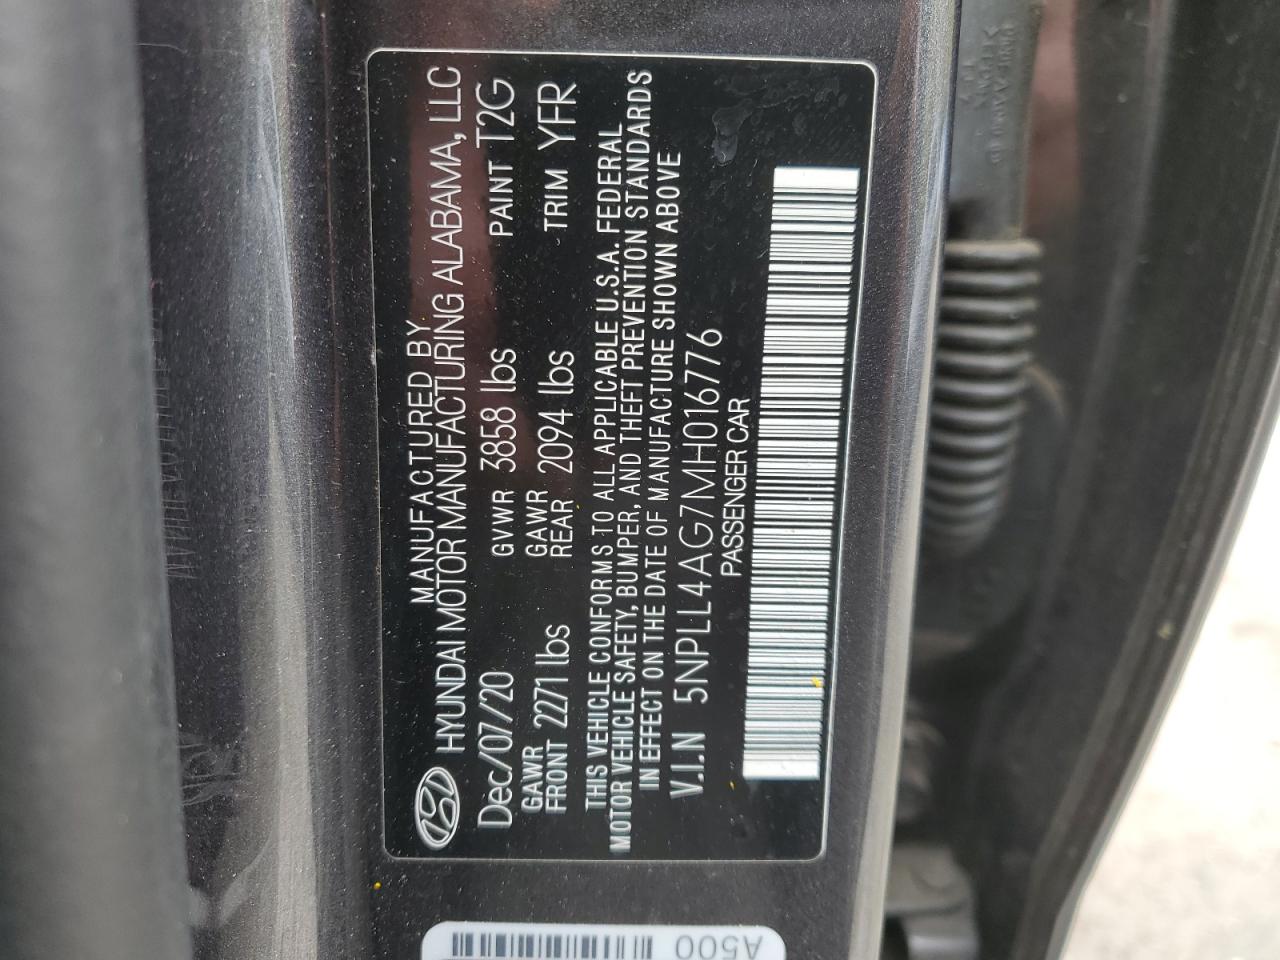 MANUFACTURED BY
HYUNDAI MOTOR MANUFACTURING ALABAMA, LLC
Dec/07/20 GVWR 3858 lbs PAINT T2G
GAWR FRONT 2271 lbs GAWR REAR 2094 lbs TRIM YFR
THIS VEHICLE CONFORMS TO ALL APPLICABLE U.S.A. FEDERAL
MOTOR VEHICLE SAFETY, BUMPER, AND THEFT PREVENTION STANDARDS
IN EFFECT ON THE DATE OF MANUFACTURE SHOWN ABOVE
V.I.N 5NPLL4AG7MH016776
PASSENGER CAR
A500